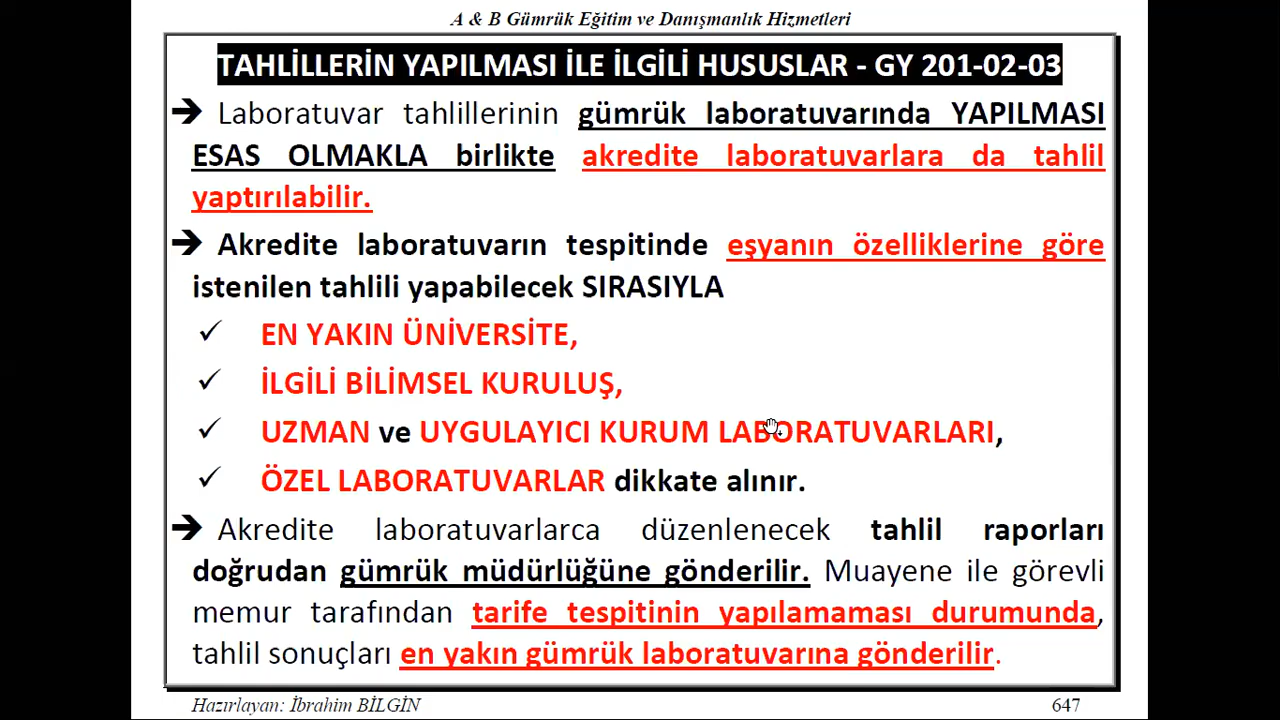 A & B Gümrük Eğitim ve Danışmanlık Hizmetleri
TAHLİLLERİN YAPILMASI İLE İLGİLİ HUSUSLAR - GY 201-02-03
➔ Laboratuvar tahlillerinin gümrük laboratuvarında YAPILMASI
ESAS OLMAKLA birlikte akredite laboratuvarlara da tahlil
yaptırılabilir.
➔ Akredite laboratuvarın tespitinde eşyanın özelliklerine göre
istenilen tahlili yapabilecek SIRASIYLA
✓ EN YAKIN ÜNİVERSİTE,
✓ İLGİLİ BİLİMSEL KURULUŞ,
✓ UZMAN ve UYGULAYICI KURUM LABORATUVARLARI,
✓ ÖZEL LABORATUVARLAR dikkate alınır.
➔ Akredite laboratuvarlarca düzenlenecek tahlil raporları
doğrudan gümrük müdürlüğüne gönderilir. Muayene ile görevli
memur tarafından tarife tespitinin yapılamaması durumunda,
tahlil sonuçları en yakın gümrük laboratuvarına gönderilir.
Hazırlayan: İbrahim BİLGİN 647